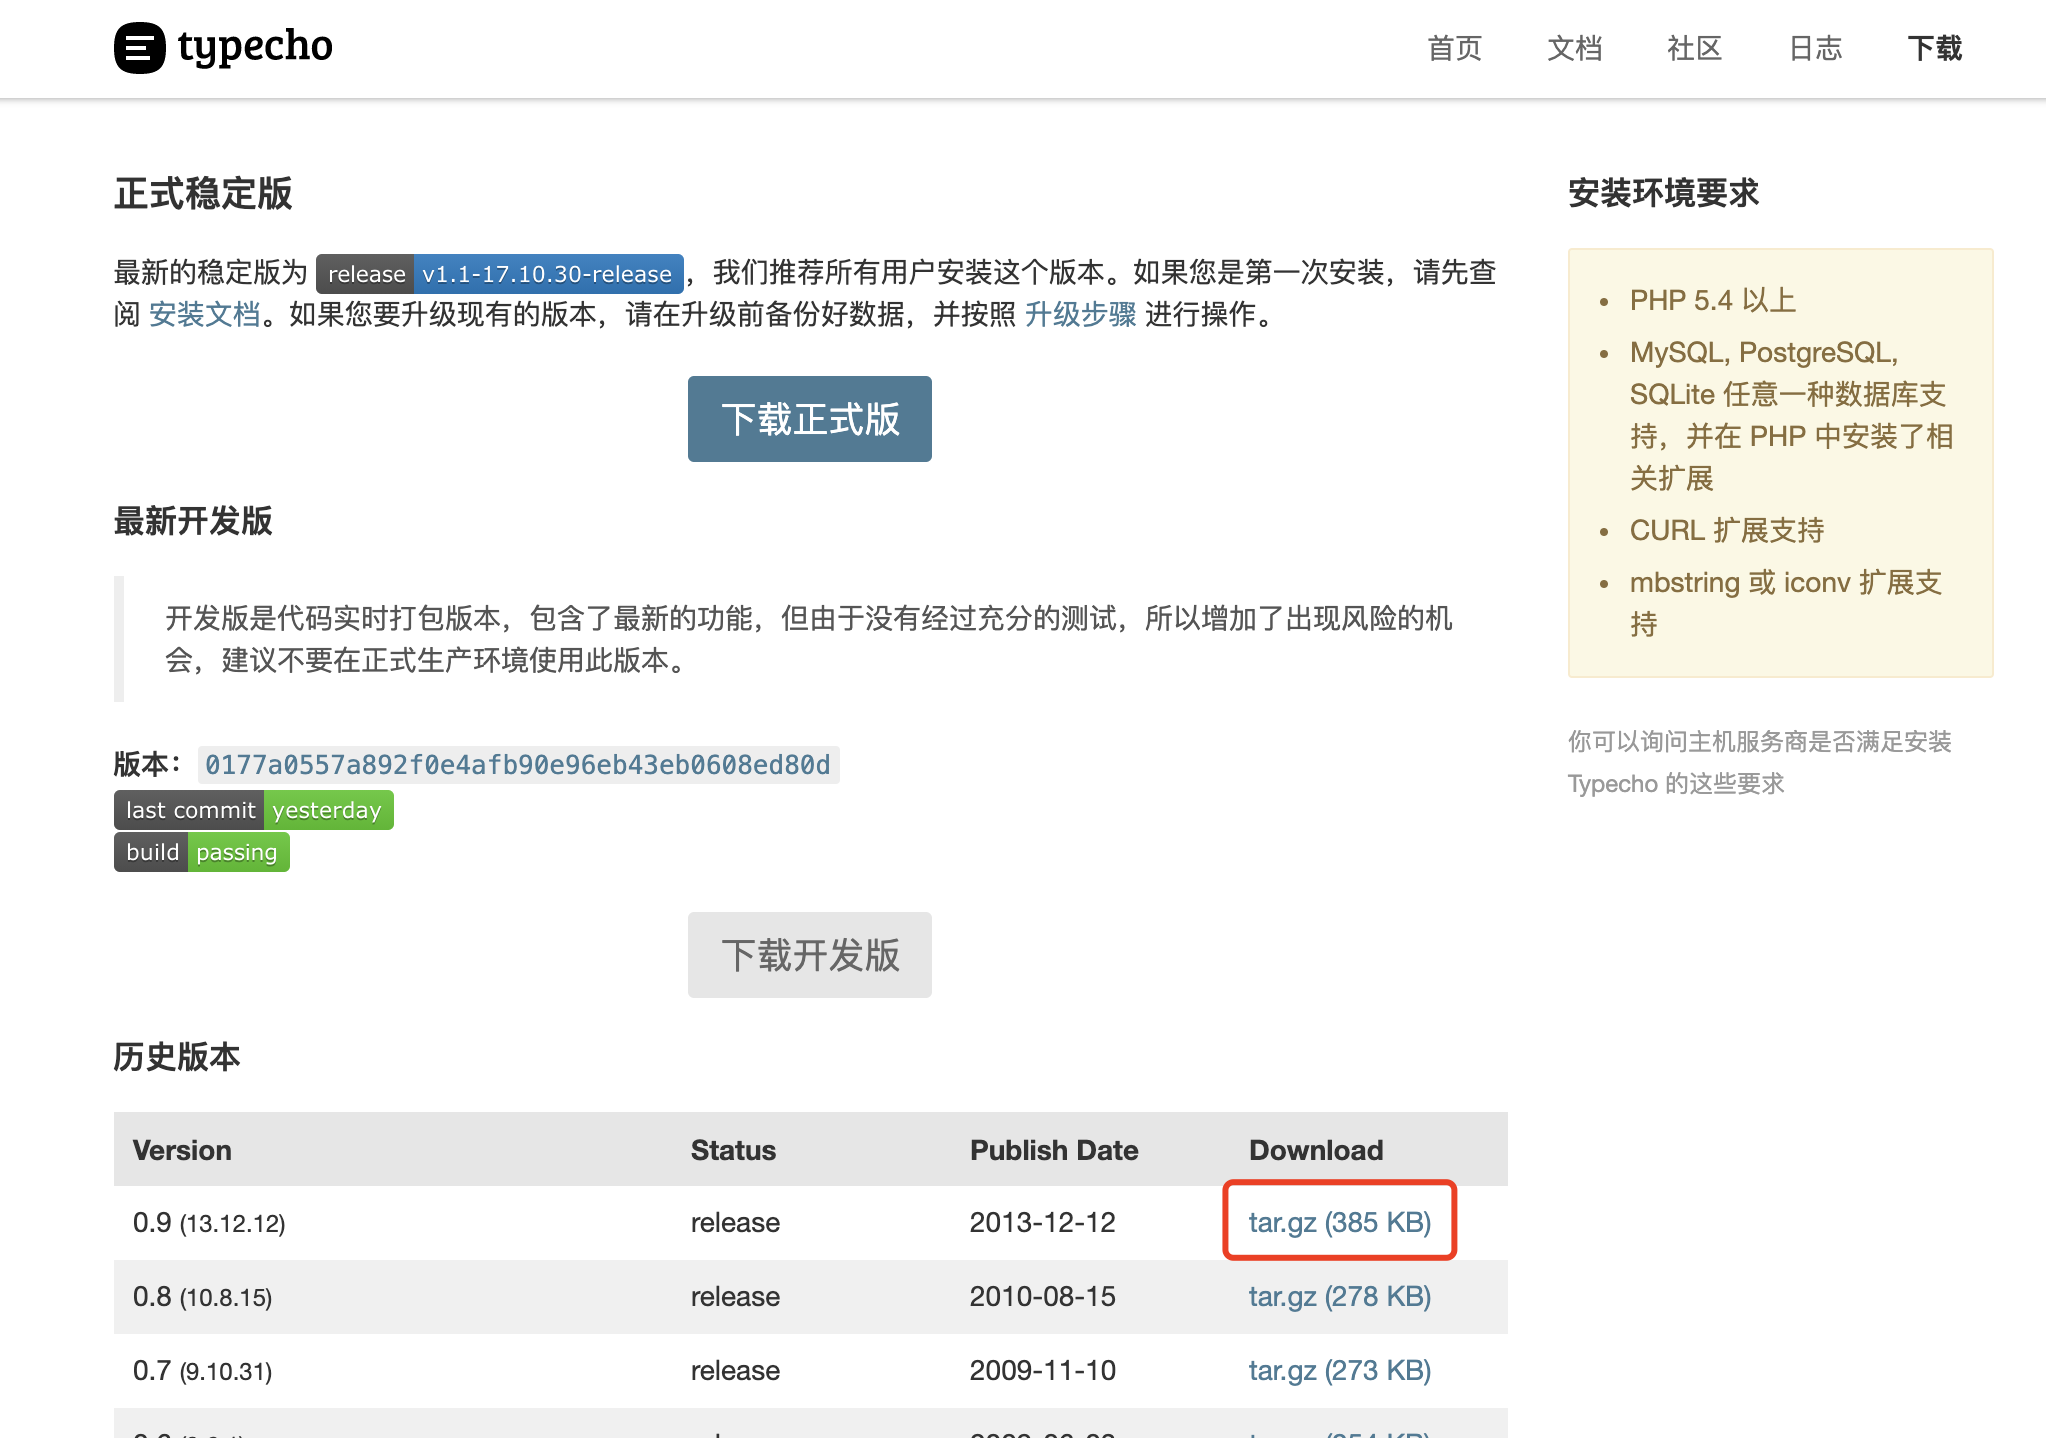 typecho
首页 文档 社区 日志 下载
正式稳定版
最新的稳定版为 release v1.1-17.10.30-release ，我们推荐所有用户安装这个版本。如果您是第一次安装，请先查
阅 安装文档。如果您要升级现有的版本，请在升级前备份好数据，并按照 升级步骤 进行操作。
下载正式版
最新开发版
开发版是代码实时打包版本，包含了最新的功能，但由于没有经过充分的测试，所以增加了出现风险的机
会，建议不要在正式生产环境使用此版本。
版本： 0177a0557a892f0e4afb90e96eb43eb0608ed80d
last commit yesterday
build passing
下载开发版
历史版本
Version Status Publish Date Download
0.9 (13.12.12) release 2013-12-12 tar.gz (385 KB)
0.8 (10.8.15) release 2010-08-15 tar.gz (278 KB)
0.7 (9.10.31) release 2009-11-10 tar.gz (273 KB)
安装环境要求
PHP 5.4 以上
MySQL, PostgreSQL,
SQLite 任意一种数据库支
持，并在 PHP 中安装了相
关扩展
CURL 扩展支持
mbstring 或 iconv 扩展支
持
你可以询问主机服务商是否满足安装
Typecho 的这些要求